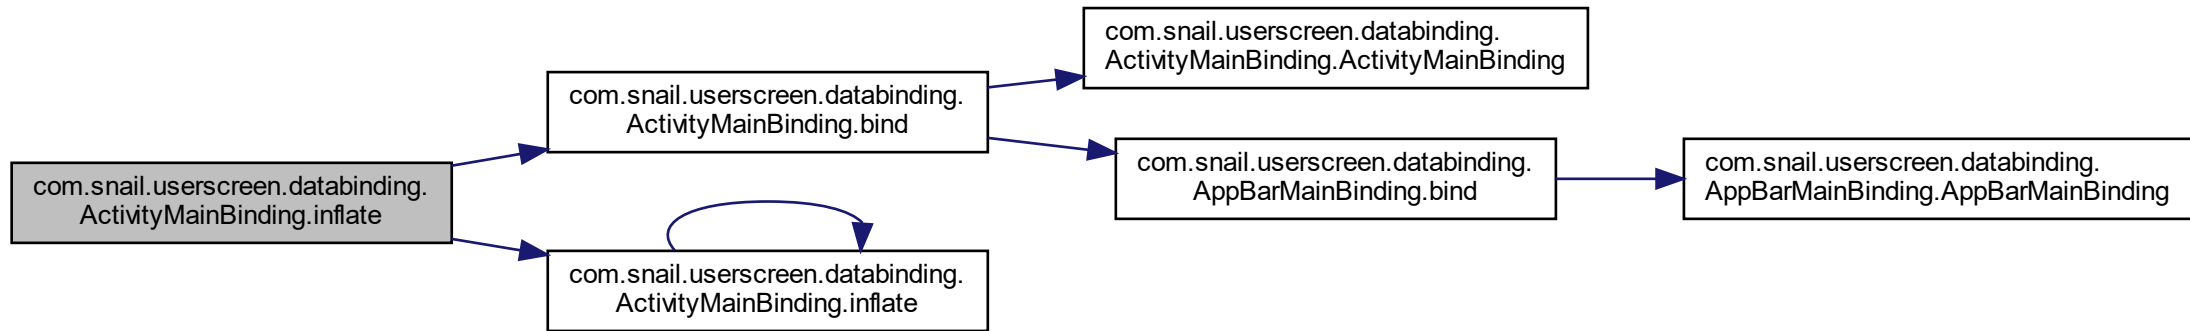 com.snail.userscreen.databinding.
ActivityMainBinding.inflate
com.snail.userscreen.databinding.
ActivityMainBinding.bind
com.snail.userscreen.databinding.
ActivityMainBinding.ActivityMainBinding
com.snail.userscreen.databinding.
AppBarMainBinding.bind
com.snail.userscreen.databinding.
AppBarMainBinding.AppBarMainBinding
com.snail.userscreen.databinding.
ActivityMainBinding.inflate